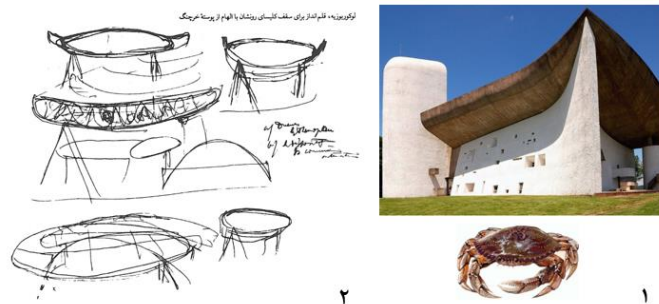 لوکوربوزیه، قلم‌انداز برای سقف کلیسای رونشان با الهام از پوستهٔ خرچنگ
۲
۱